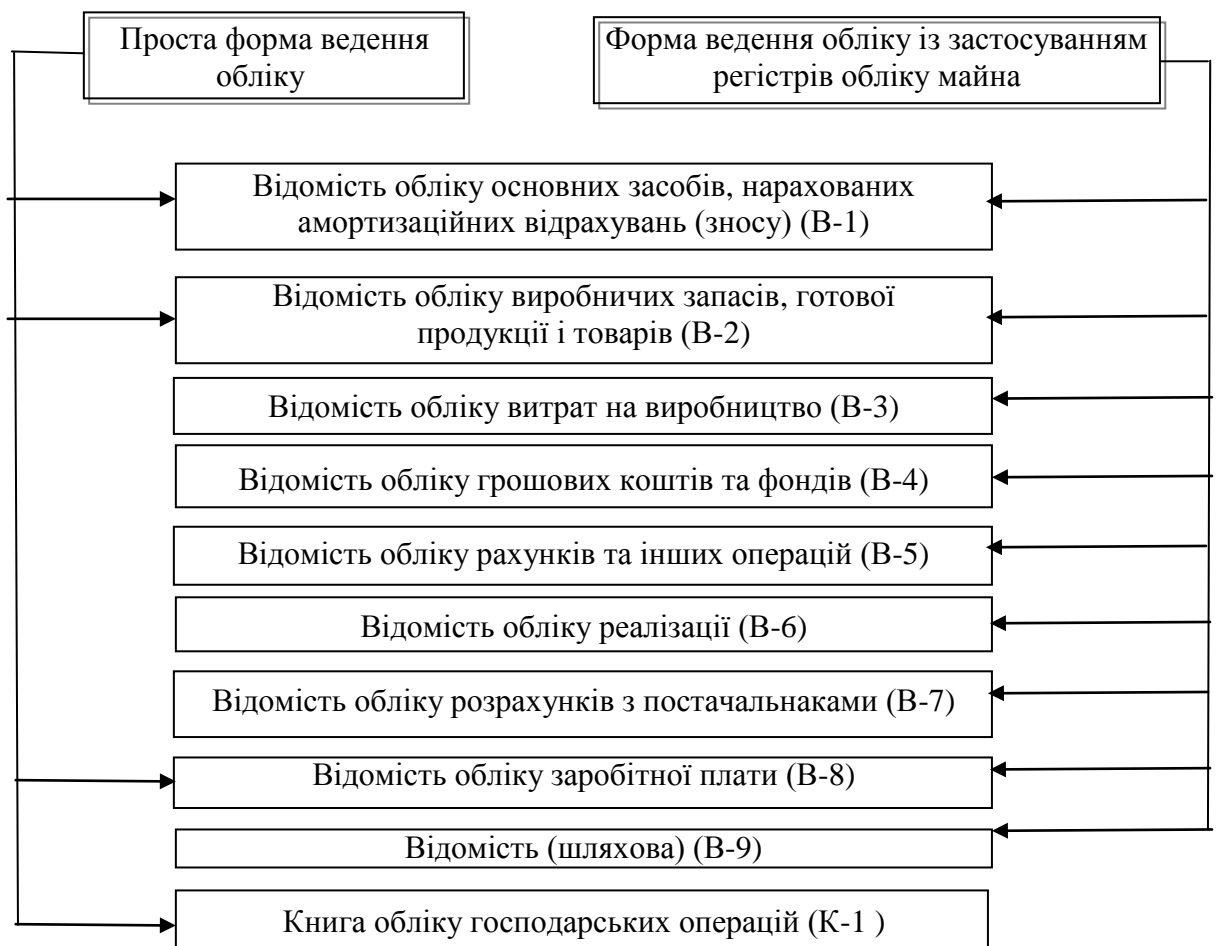 Проста форма ведення
обліку
Форма ведення обліку із застосуванням
регістрів обліку майна
Відомість обліку основних засобів, нарахованих
амортизаційних відрахувань (зносу) (В-1)
Відомість обліку виробничих запасів, готової
продукції і товарів (В-2)
Відомість обліку витрат на виробництво (В-3)
Відомість обліку грошових коштів та фондів (В-4)
Відомість обліку рахунків та інших операцій (В-5)
Відомість обліку реалізації (В-6)
Відомість обліку розрахунків з постачальнаками (В-7)
Відомість обліку заробітної плати (В-8)
Відомість (шляхова) (В-9)
Книга обліку господарських операцій (К-1 )